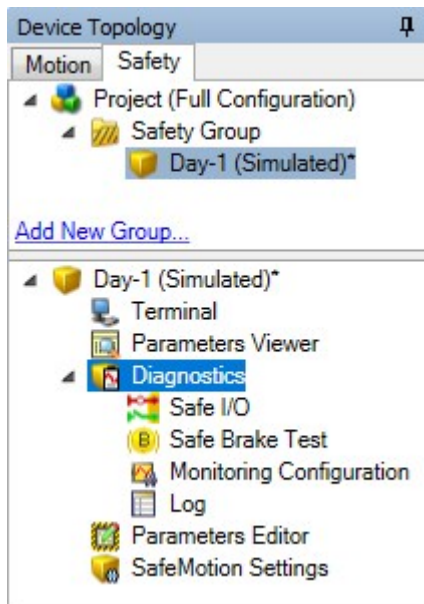 Device Topology
Motion Safety
Project (Full Configuration)
Safety Group
Day-1 (Simulated)*
Add New Group...
Day-1 (Simulated)*
Terminal
Parameters Viewer
Diagnostics
Safe I/O
(B) Safe Brake Test
Monitoring Configuration
Log
Parameters Editor
SafeMotion Settings